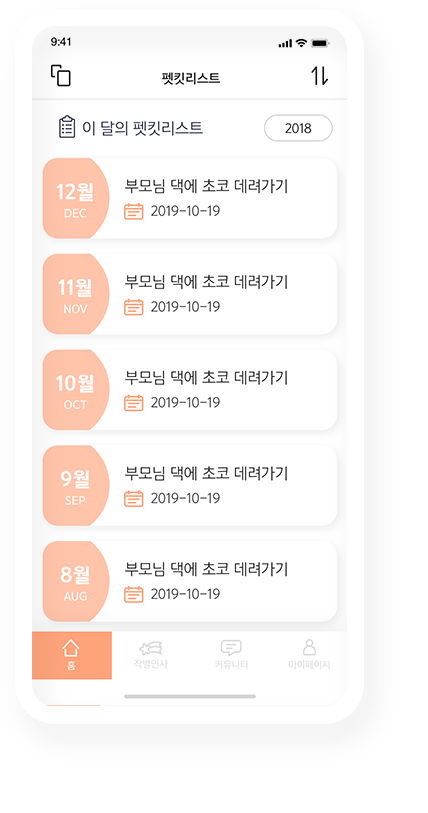 9:41
펫킷리스트
이 달의 펫킷리스트
2018
12월
DEC
부모님 댁에 초코 데려가기
2019-10-19
11월
NOV
부모님 댁에 초코 데려가기
2019-10-19
10월
OCT
부모님 댁에 초코 데려가기
2019-10-19
9월
SEP
부모님 댁에 초코 데려가기
2019-10-19
8월
AUG
부모님 댁에 초코 데려가기
2019-10-19
홈
작별인사
커뮤니티
마이페이지